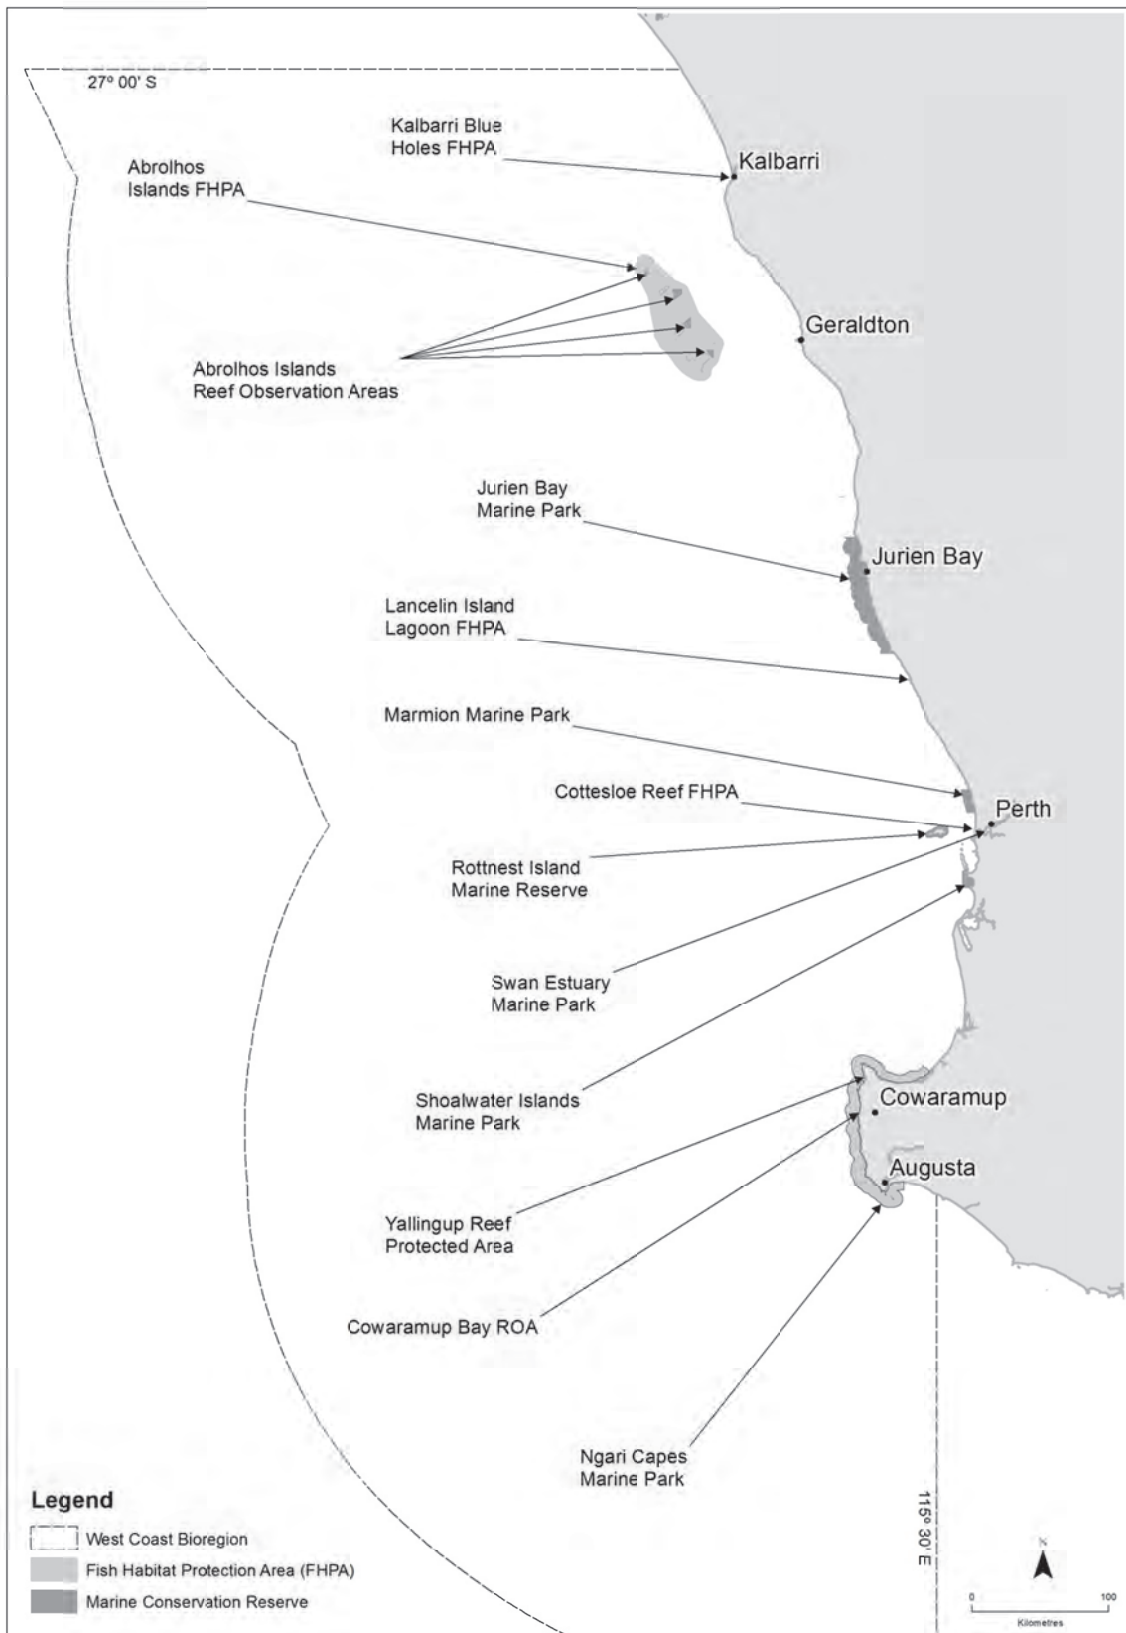 27º 00' S
Kalbarri Blue
Holes FHPA
Kalbarri
Abrolhos
Islands FHPA
Geraldton
Abrolhos Islands
Reef Observation Areas
Jurien Bay
Marine Park
Jurien Bay
Lancelin Island
Lagoon FHPA
Marmion Marine Park
Cottesloe Reef FHPA
Perth
Rottnest Island
Marine Reserve
Swan Estuary
Marine Park
Shoalwater Islands
Marine Park
Cowaramup
Augusta
Yallingup Reef
Protected Area
Cowaramup Bay ROA
Ngari Capes
Marine Park
115º 30' E
Legend
West Coast Bioregion
Fish Habitat Protection Area (FHPA)
Marine Conservation Reserve
N
0 100
Kilometres